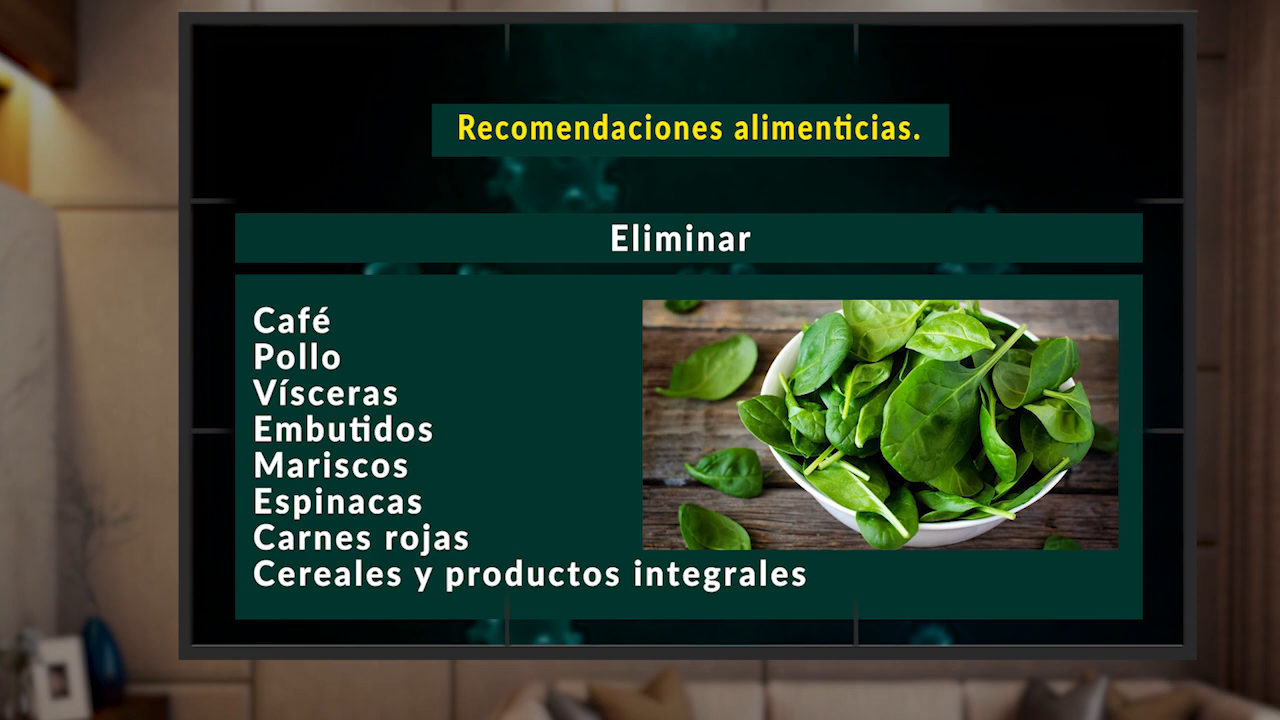 Recomendaciones alimenticias.
Eliminar
Café
Pollo
Vísceras
Embutidos
Mariscos
Espinacas
Carnes rojas
Cereales y productos integrales